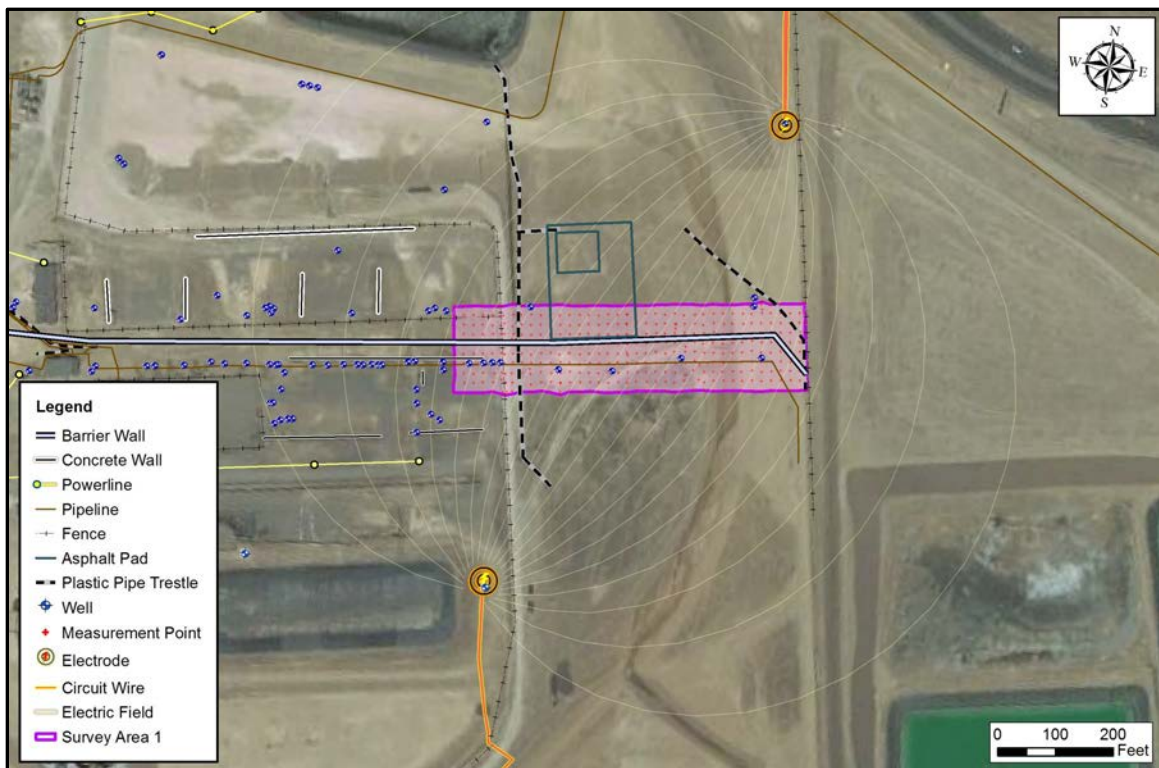 N
W E
S
Legend
Barrier Wall
Concrete Wall
Powerline
Pipeline
Fence
Asphalt Pad
Plastic Pipe Trestle
Well
Measurement Point
Electrode
Circuit Wire
Electric Field
Survey Area 1
0 100 200
Feet